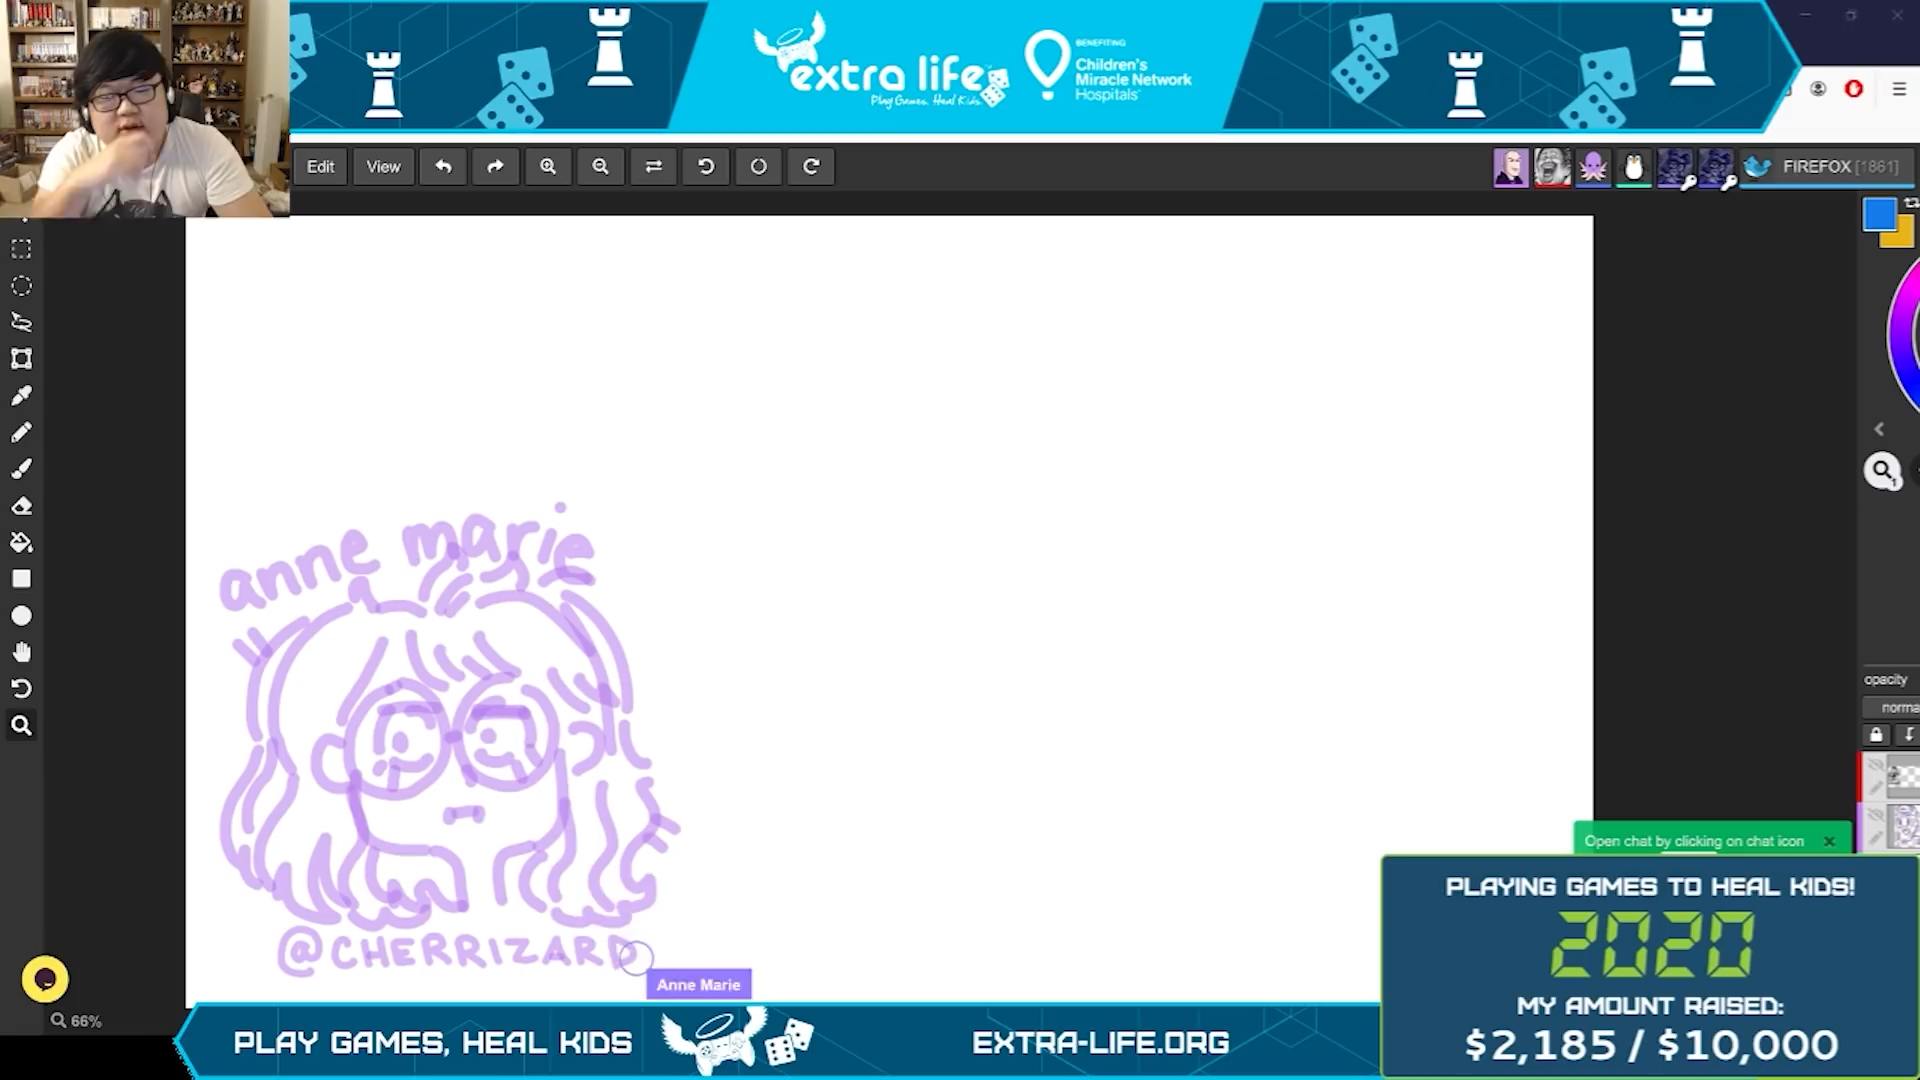 extra life
Play Games. Heal Kids.
BENEFITING
Children's
Miracle Network
Hospitals
Edit
View
FIREFOX [1861]
opacity
norma
anne marie
@CHERRIZARD
Anne Marie
Open chat by clicking on chat icon
66%
PLAYING GAMES TO HEAL KIDS!
2020
MY AMOUNT RAISED:
$2,185 / $10,000
PLAY GAMES, HEAL KIDS
EXTRA-LIFE.ORG